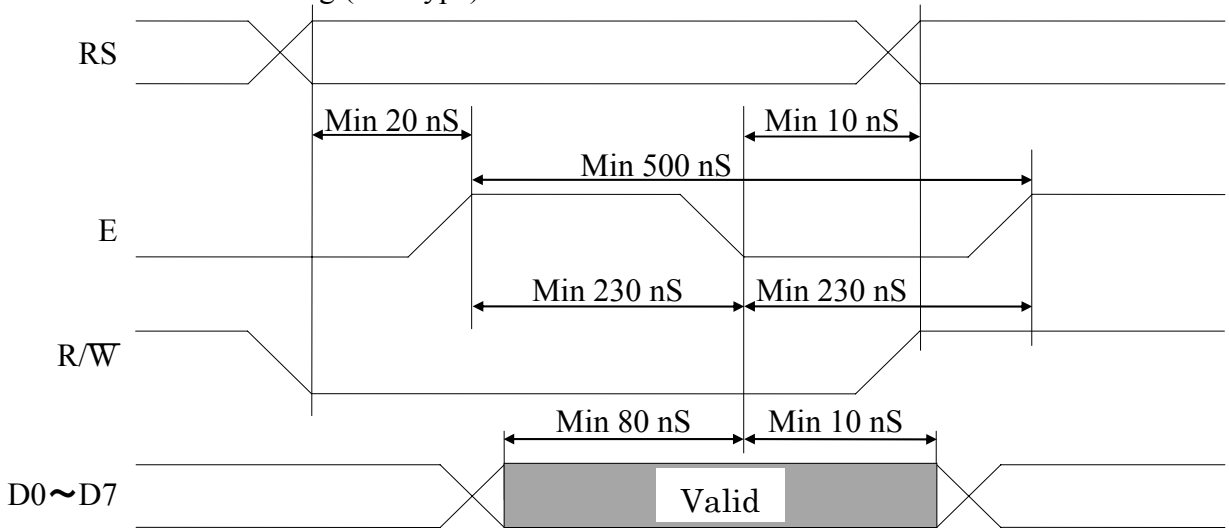 RS
Min 20 nS
Min 10 nS
Min 500 nS
E
Min 230 nS
Min 230 nS
R/W̅
Min 80 nS
Min 10 nS
D0～D7
Valid